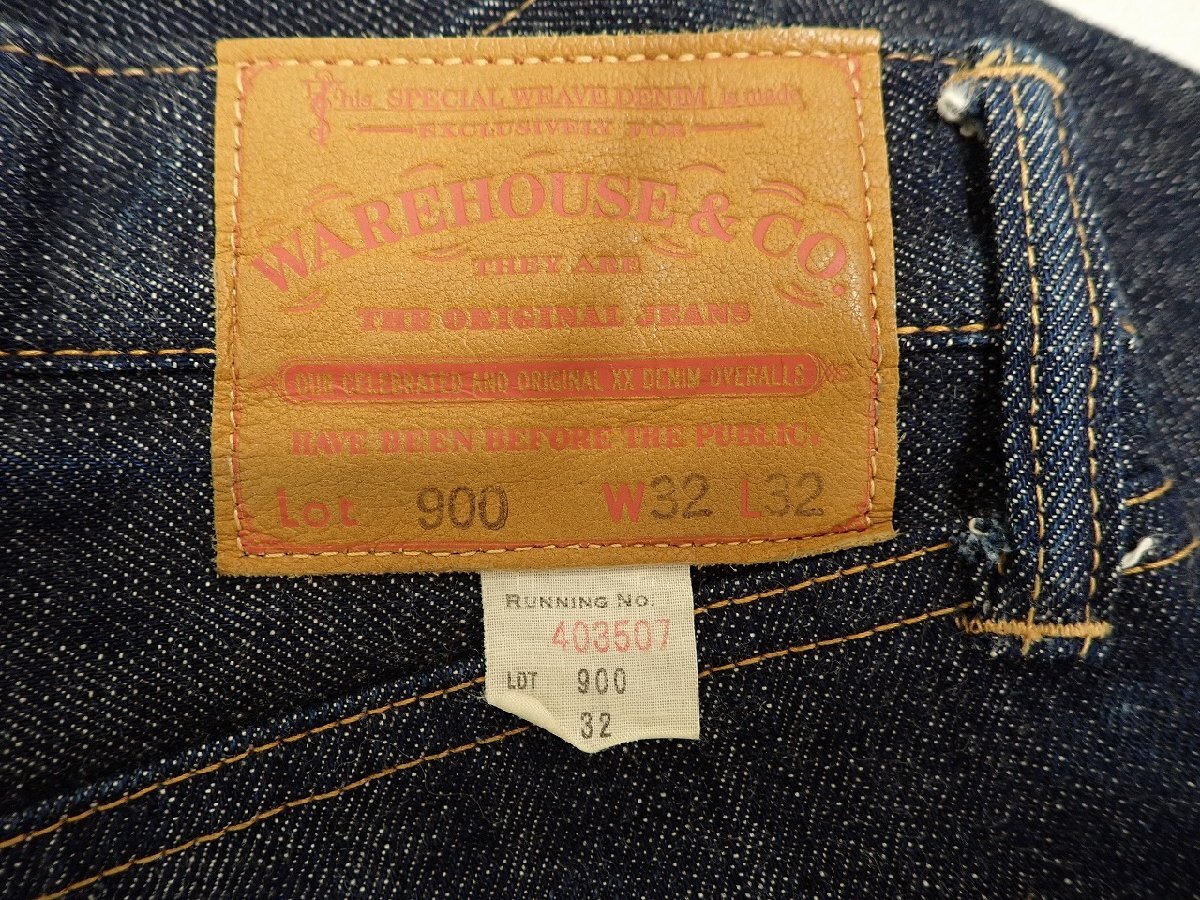 This SPECIAL WEAVE DENIM is made
EXCLUSIVELY FOR
WAREHOUSE & CO.
THEY ARE
THE ORIGINAL JEANS
OUR CELEBRATED AND ORIGINAL XX DENIM OVERALLS
HAVE BEEN BEFORE THE PUBLIC.
Lot 900 W32 L32
RUNNING NO.
403507
LOT 900
32